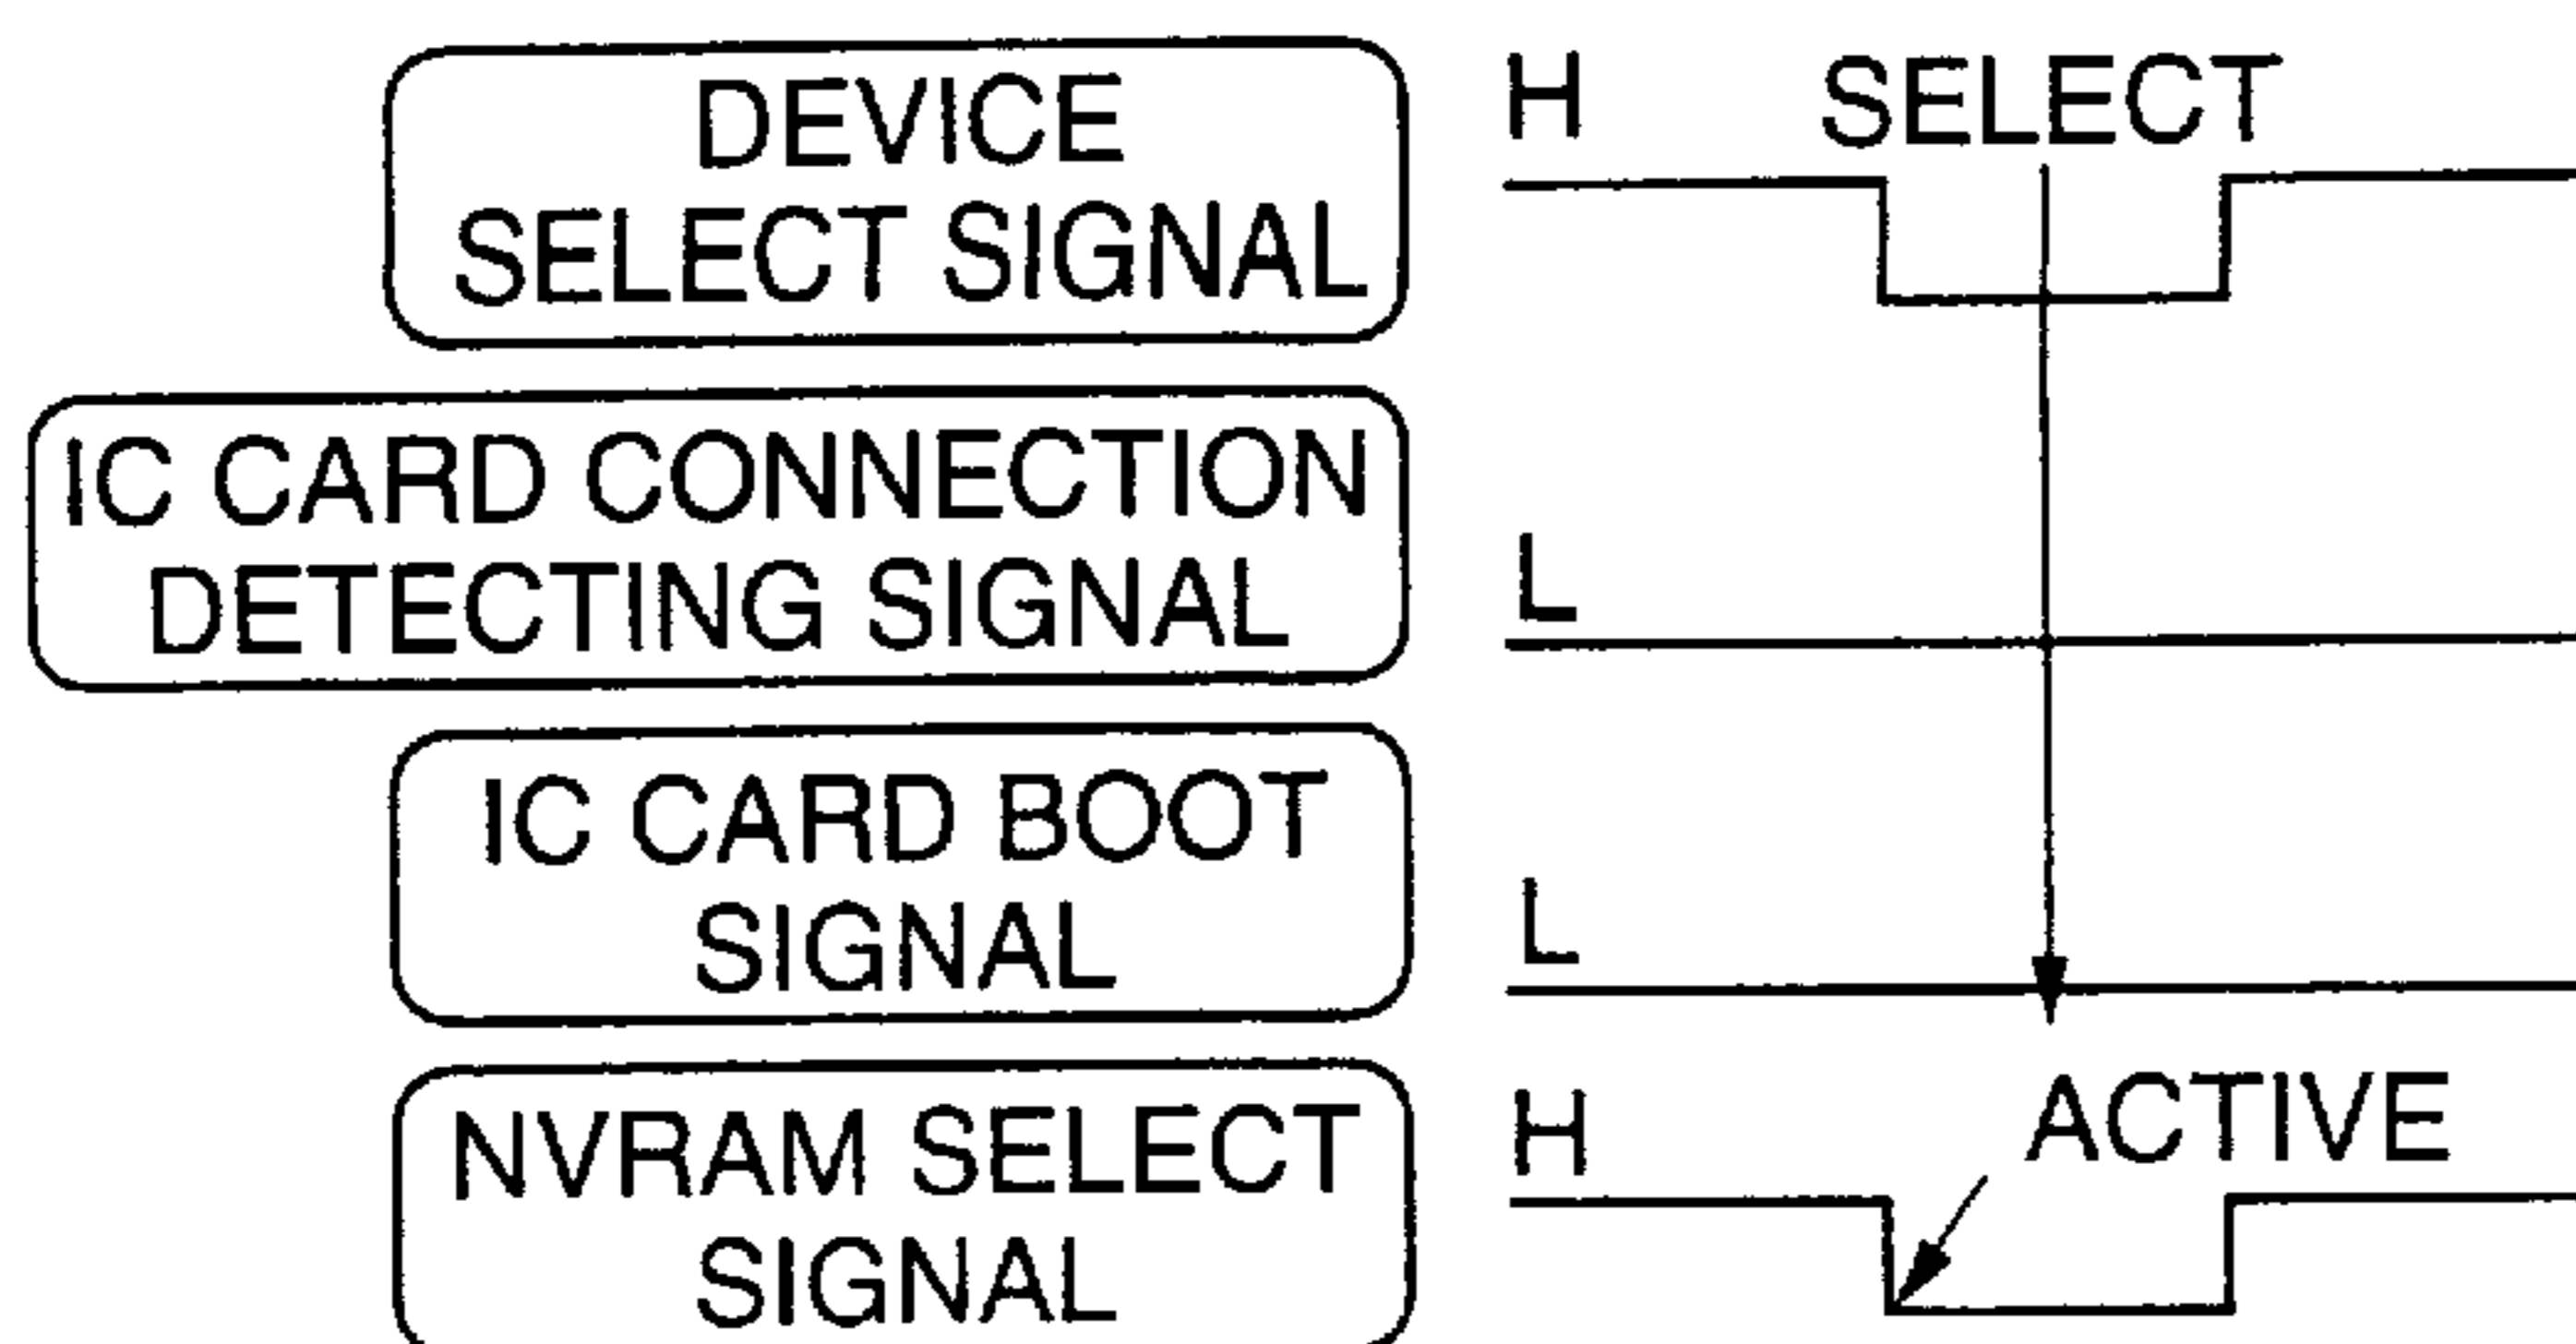 DEVICE
SELECT SIGNAL
H
SELECT
IC CARD CONNECTION
DETECTING SIGNAL
L
IC CARD BOOT
SIGNAL
L
NVRAM SELECT
SIGNAL
H
ACTIVE